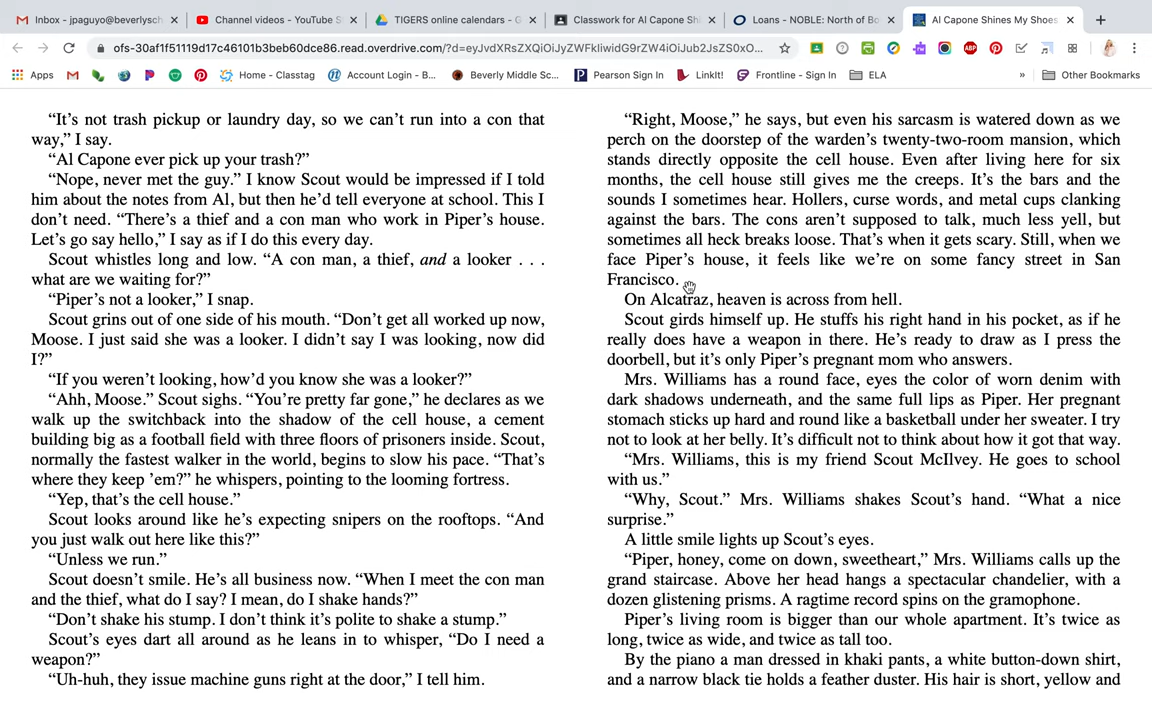 Inbox - jpaguyo@beverlysch
Channel videos - YouTube S
TIGERS online calendars - G
Classwork for Al Capone Shi
Loans - NOBLE: North of Bo
Al Capone Shines My Shoes
ofs-30af1f51119d17c46101b3beb60dce86.read.overdrive.com/?d=eyJvdXRsZXQiOiJyZWFkIiwidG9rZW4iOiJub2JsZS0xO...
Apps
Home - Classtag
Account Login - B...
Beverly Middle Sc...
Pearson Sign In
LinkIt!
Frontline - Sign In
ELA
»
Other Bookmarks
“It’s not trash pickup or laundry day, so we can’t run into a con that
way,” I say.
“Al Capone ever pick up your trash?”
“Nope, never met the guy.” I know Scout would be impressed if I told
him about the notes from Al, but then he’d tell everyone at school. This I
don’t need. “There’s a thief and a con man who work in Piper’s house.
Let’s go say hello,” I say as if I do this every day.
Scout whistles long and low. “A con man, a thief, and a looker . . .
what are we waiting for?”
“Piper’s not a looker,” I snap.
Scout grins out of one side of his mouth. “Don’t get all worked up now,
Moose. I just said she was a looker. I didn’t say I was looking, now did
I?”
“If you weren’t looking, how’d you know she was a looker?”
“Ahh, Moose.” Scout sighs. “You’re pretty far gone,” he declares as we
walk up the switchback into the shadow of the cell house, a cement
building big as a football field with three floors of prisoners inside. Scout,
normally the fastest walker in the world, begins to slow his pace. “That’s
where they keep ’em?” he whispers, pointing to the looming fortress.
“Yep, that’s the cell house.”
Scout looks around like he’s expecting snipers on the rooftops. “And
you just walk out here like this?”
“Unless we run.”
Scout doesn’t smile. He’s all business now. “When I meet the con man
and the thief, what do I say? I mean, do I shake hands?”
“Don’t shake his stump. I don’t think it’s polite to shake a stump.”
Scout’s eyes dart all around as he leans in to whisper, “Do I need a
weapon?”
“Uh-huh, they issue machine guns right at the door,” I tell him.
“Right, Moose,” he says, but even his sarcasm is watered down as we
perch on the doorstep of the warden’s twenty-two-room mansion, which
stands directly opposite the cell house. Even after living here for six
months, the cell house still gives me the creeps. It’s the bars and the
sounds I sometimes hear. Hollers, curse words, and metal cups clanking
against the bars. The cons aren’t supposed to talk, much less yell, but
sometimes all heck breaks loose. That’s when it gets scary. Still, when we
face Piper’s house, it feels like we’re on some fancy street in San
Francisco.
On Alcatraz, heaven is across from hell.
Scout girds himself up. He stuffs his right hand in his pocket, as if he
really does have a weapon in there. He’s ready to draw as I press the
doorbell, but it’s only Piper’s pregnant mom who answers.
Mrs. Williams has a round face, eyes the color of worn denim with
dark shadows underneath, and the same full lips as Piper. Her pregnant
stomach sticks up hard and round like a basketball under her sweater. I try
not to look at her belly. It’s difficult not to think about how it got that way.
“Mrs. Williams, this is my friend Scout McIlvey. He goes to school
with us.”
“Why, Scout.” Mrs. Williams shakes Scout’s hand. “What a nice
surprise.”
A little smile lights up Scout’s eyes.
“Piper, honey, come on down, sweetheart,” Mrs. Williams calls up the
grand staircase. Above her head hangs a spectacular chandelier, with a
dozen glistening prisms. A ragtime record spins on the gramophone.
Piper’s living room is bigger than our whole apartment. It’s twice as
long, twice as wide, and twice as tall too.
By the piano a man dressed in khaki pants, a white button-down shirt,
and a narrow black tie holds a feather duster. His hair is short, yellow and